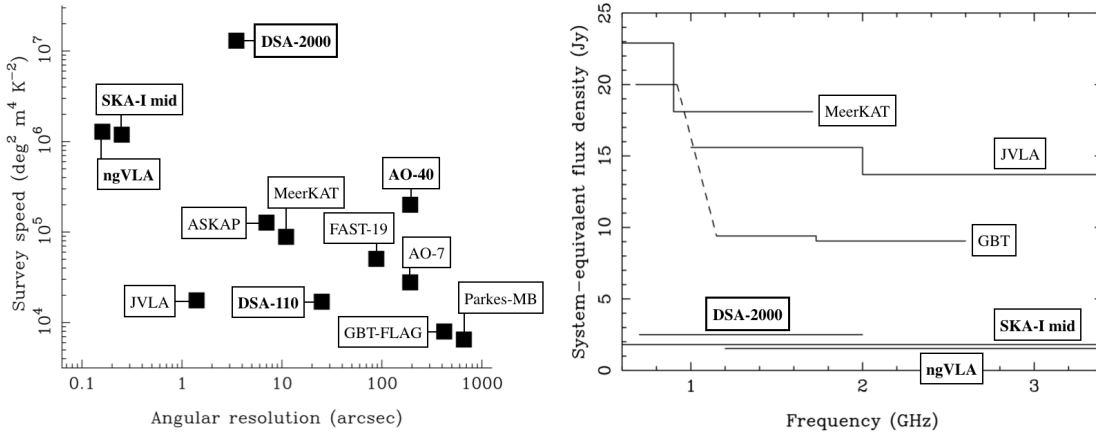 Survey speed (deg² m⁴ K⁻²)
10⁷
10⁶
10⁵
10⁴
DSA-2000
SKA-I mid
ngVLA
AO-40
MeerKAT
ASKAP
FAST-19
AO-7
JVLA
DSA-110
Parkes-MB
GBT-FLAG
0.1 1 10 100 1000
Angular resolution (arcsec)
System-equivalent flux density (Jy)
25
20
15
10
5
0
MeerKAT
JVLA
GBT
DSA-2000
SKA-I mid
ngVLA
1 2 3
Frequency (GHz)